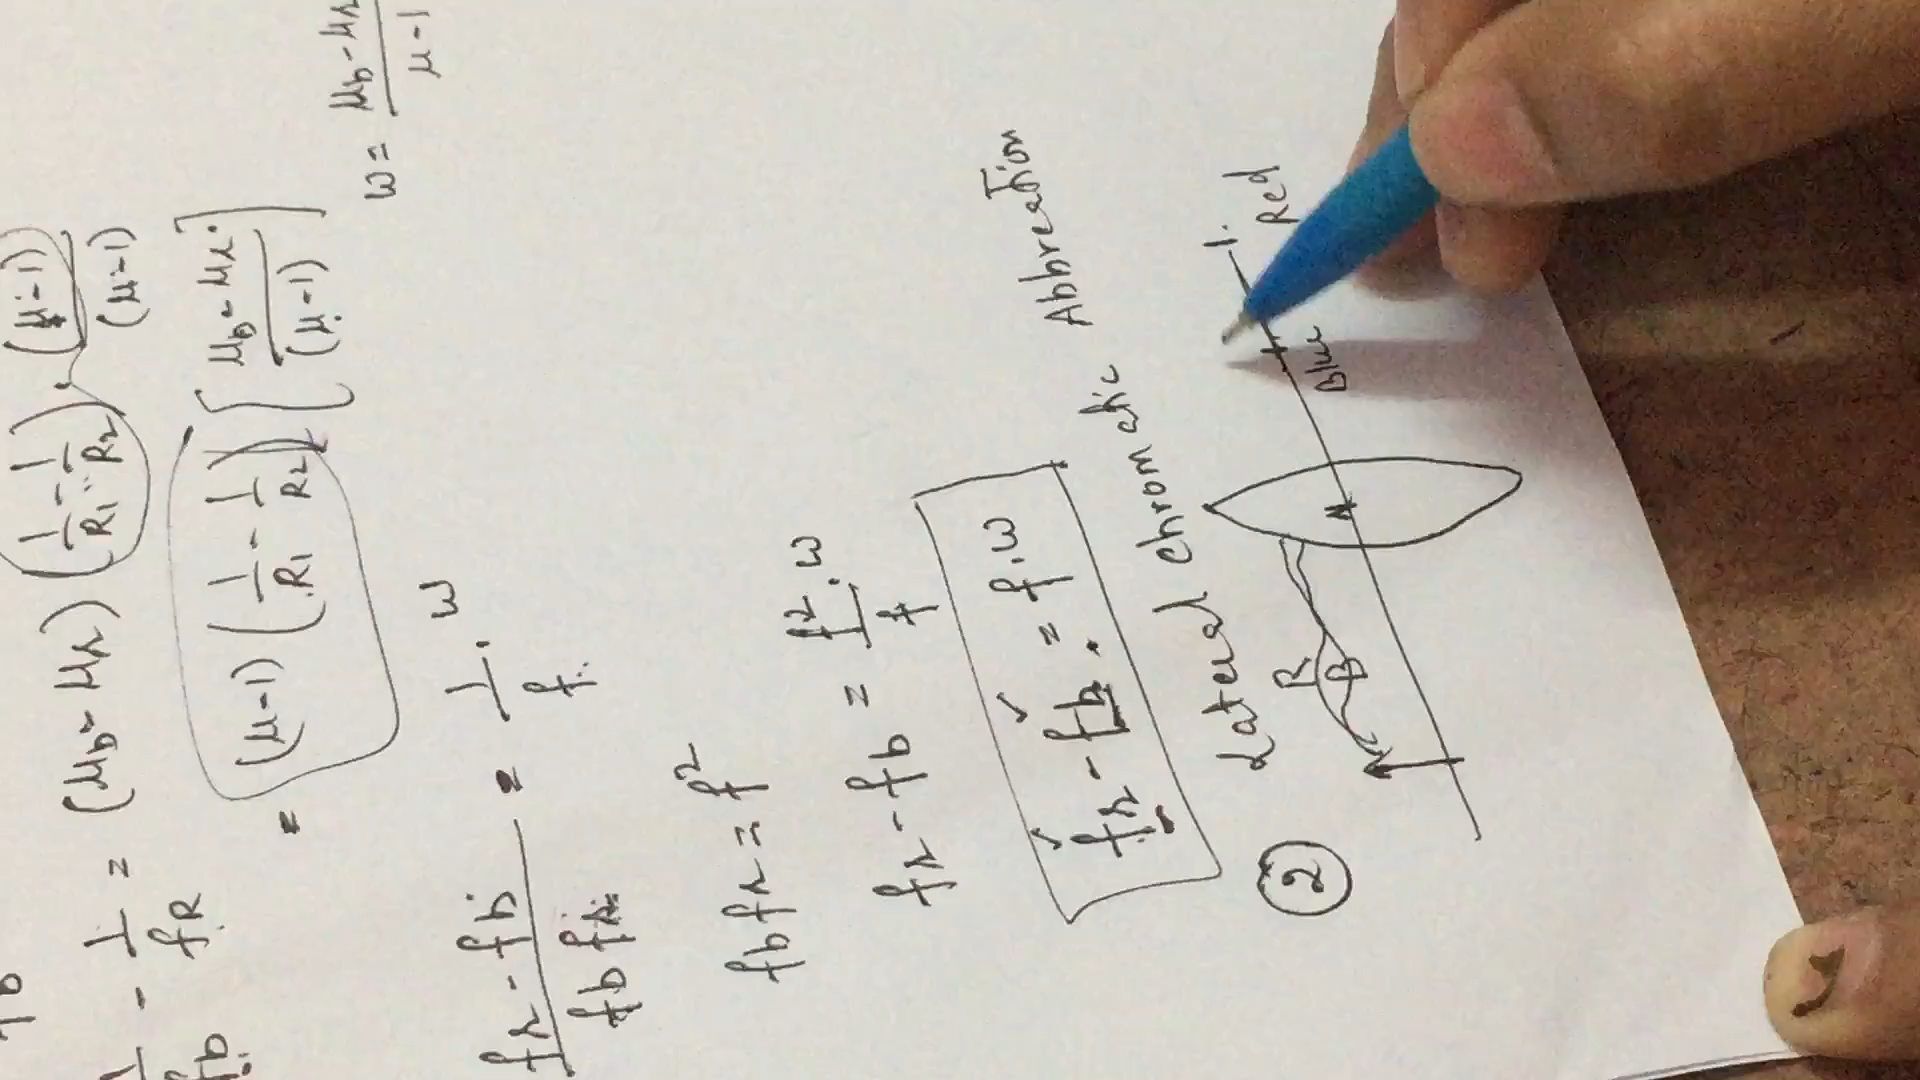 1/fb - 1/fR = (μb - μr) (1/R1 - 1/R2) · (μ-1)/(μ-1)
= (μ-1) (1/R1 - 1/R2) [μb - μr/(μ-1)]
ω = μb - μr/μ-1
fr - fb/fb fr = 1/f · ω
fb fr = f²
fr - fb = f²/f · ω
fr - fb = f.ω
② Lateral chromatic Abbreation
R
B
Blue
Red